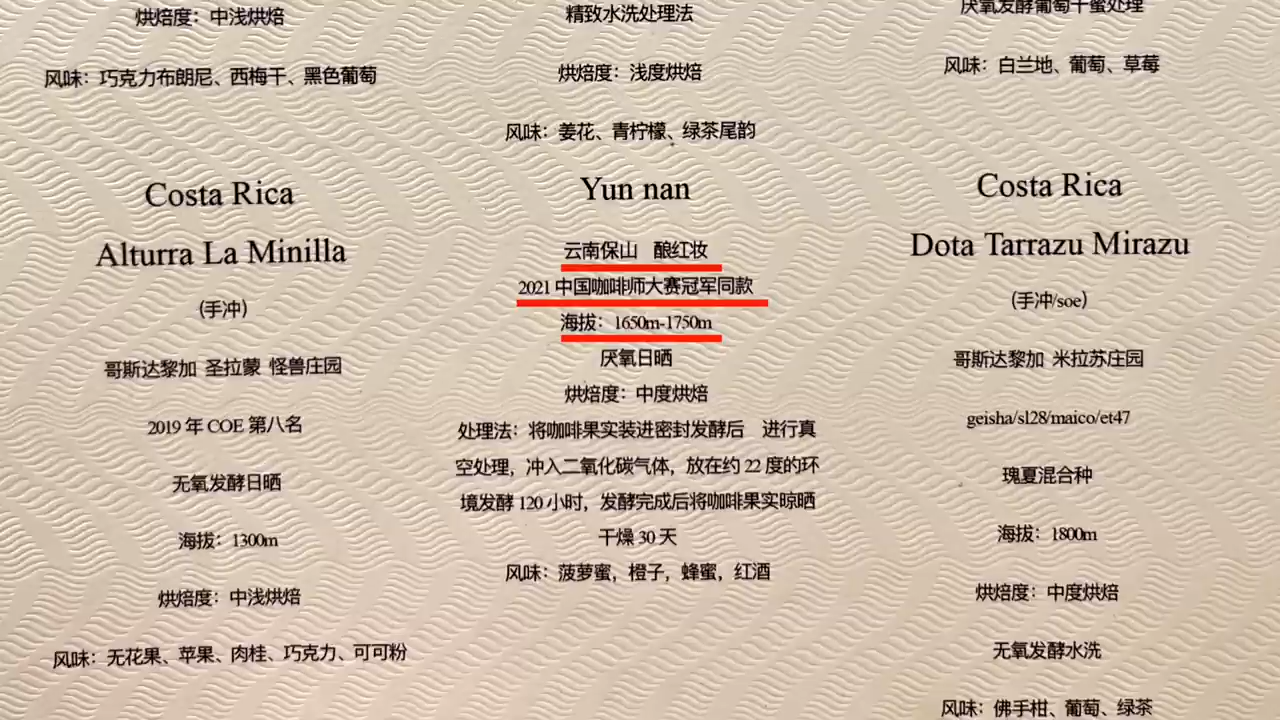 烘焙度：中浅烘焙
风味：巧克力布朗尼、西梅干、黑色葡萄
Costa Rica
Alturra La Minilla
（手冲）
哥斯达黎加 圣拉蒙 怪兽庄园
2019 年 COE 第八名
无氧发酵日晒
海拔：1300m
烘焙度：中浅烘焙
风味：无花果、苹果、肉桂、巧克力、可可粉
精致水洗处理法
烘焙度：浅度烘焙
风味：姜花、青柠檬、绿茶尾韵
Yun nan
云南保山 酿红妆
2021 中国咖啡师大赛冠军同款
海拔：1650m-1750m
厌氧日晒
烘焙度：中度烘焙
处理法：将咖啡果实装进密封发酵后 进行真
空处理，冲入二氧化碳气体，放在约 22 度的环
境发酵 120 小时，发酵完成后将咖啡果实晾晒
干燥 30 天
风味：菠萝蜜，橙子，蜂蜜，红酒
厌氧发酵葡萄干蜜处理
风味：白兰地、葡萄、草莓
Costa Rica
Dota Tarrazu Mirazu
（手冲/soe）
哥斯达黎加 米拉苏庄园
geisha/sl28/maico/et47
瑰夏混合种
海拔：1800m
烘焙度：中度烘焙
无氧发酵水洗
风味：佛手柑、葡萄、绿茶